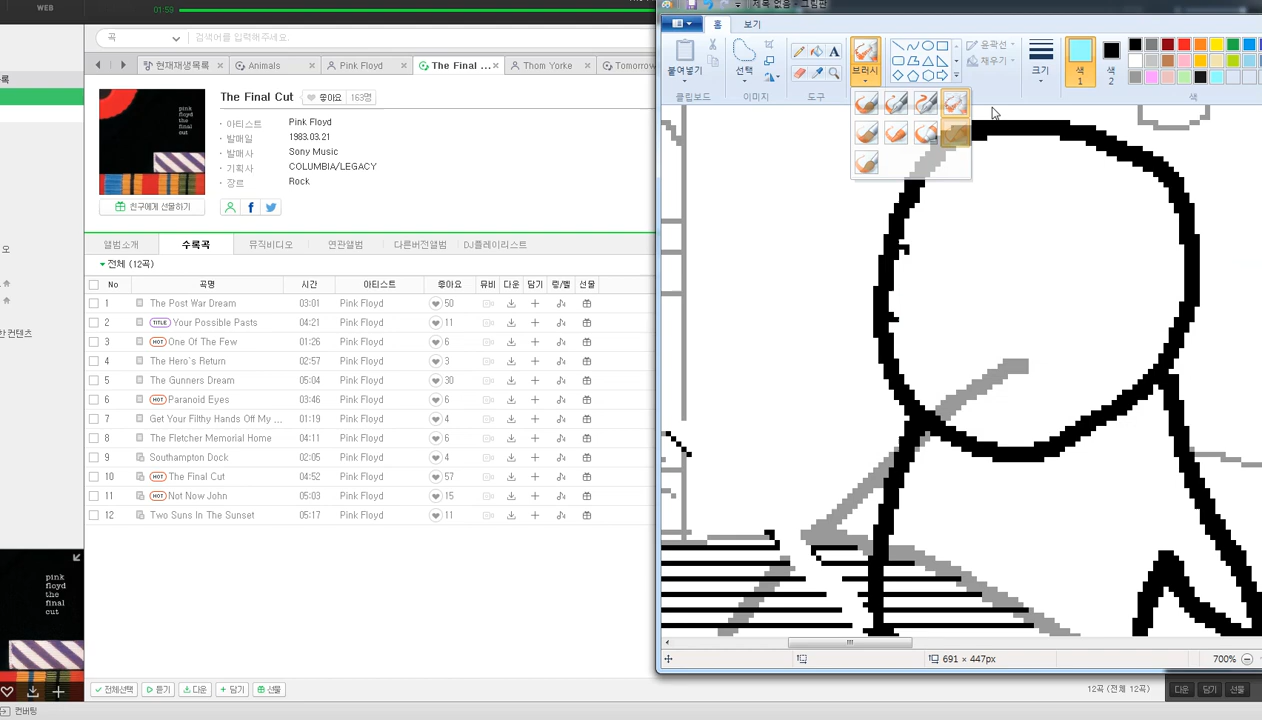 WEB
01:59
곡
검색어를 입력해주세요.
현재재생목록
Animals
Pink Floyd
The Final ...
Thom Yorke
Tomorrow
The Final Cut
좋아요
163명
아티스트
Pink Floyd
발매일
1983.03.21
발매사
Sony Music
기획사
COLUMBIA/LEGACY
장르
Rock
pink
floyd
the
final
cut
친구에게 선물하기
앨범소개
수록곡
뮤직비디오
연관앨범
다른버전앨범
DJ플레이리스트
전체 (12곡)
No
곡명
시간
아티스트
좋아요
뮤비
다운
담기
링/벨
선물
1 The Post War Dream 03:01 Pink Floyd 50
2 TITLE Your Possible Pasts 04:21 Pink Floyd 11
3 HOT One Of The Few 01:26 Pink Floyd 6
4 The Hero`s Return 02:57 Pink Floyd 3
5 The Gunners Dream 05:04 Pink Floyd 30
6 HOT Paranoid Eyes 03:46 Pink Floyd 6
7 Get Your Filthy Hands Off My ... 01:19 Pink Floyd 4
8 The Fletcher Memorial Home 04:11 Pink Floyd 6
9 Southampton Dock 02:05 Pink Floyd 4
10 HOT The Final Cut 04:52 Pink Floyd 57
11 HOT Not Now John 05:03 Pink Floyd 15
12 Two Suns In The Sunset 05:17 Pink Floyd 11
pink
floyd
the
final
cut
전체선택
듣기
다운
담기
선물
12곡 (전체 12곡)
다운
담기
선물
컨버팅
제목 없음 - 그림판
홈
보기
붙여넣기
클립보드
선택
이미지
도구
브러시
윤곽선
채우기
크기
색
1
색
2
색
691 × 447px
700%